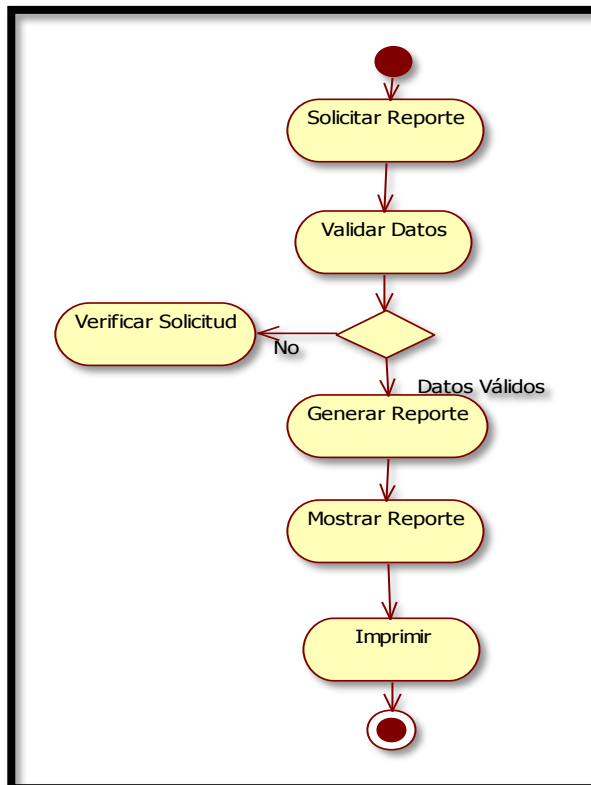 Solicitar Reporte
Validar Datos
Verificar Solicitud
No
Datos Válidos
Generar Reporte
Mostrar Reporte
Imprimir